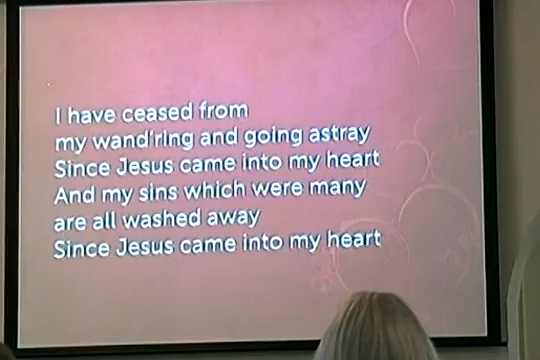 I have ceased from
my wand'ring and going astray
Since Jesus came into my heart
And my sins which were many
are all washed away
Since Jesus came into my heart